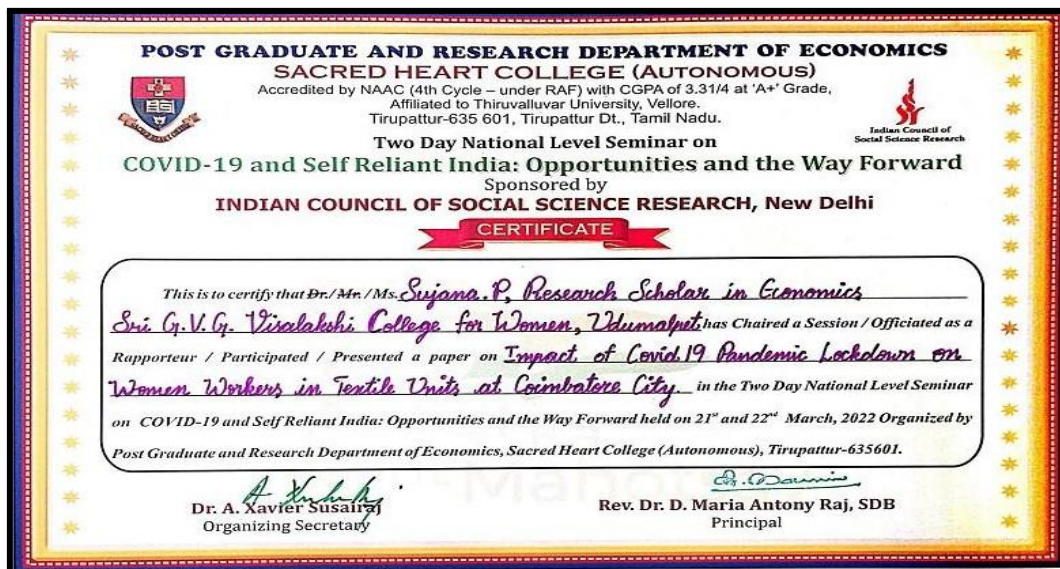 POST GRADUATE AND RESEARCH DEPARTMENT OF ECONOMICS
SACRED HEART COLLEGE (AUTONOMOUS)
Accredited by NAAC (4th Cycle – under RAF) with CGPA of 3.31/4 at 'A+' Grade,
Affiliated to Thiruvalluvar University, Vellore.
Tirupattur-635 601, Tirupattur Dt., Tamil Nadu.
Indian Council of
Social Science Research
Two Day National Level Seminar on
COVID-19 and Self Reliant India: Opportunities and the Way Forward
Sponsored by
INDIAN COUNCIL OF SOCIAL SCIENCE RESEARCH, New Delhi
CERTIFICATE
This is to certify that Dr./Mr./Ms. Sujana.P, Research Scholar in Economics
Sri G.V.G. Visalakshi College for Women, Udumalpet has Chaired a Session / Officiated as a
Rapporteur / Participated / Presented a paper on Impact of Covid 19 Pandemic Lockdown on
Women Workers in Textile Units at Coimbatore City. in the Two Day National Level Seminar
on COVID-19 and Self Reliant India: Opportunities and the Way Forward held on 21st and 22nd March, 2022 Organized by
Post Graduate and Research Department of Economics, Sacred Heart College (Autonomous), Tirupattur-635601.
Dr. A. Xavier Susairaj
Organizing Secretary
Rev. Dr. D. Maria Antony Raj, SDB
Principal